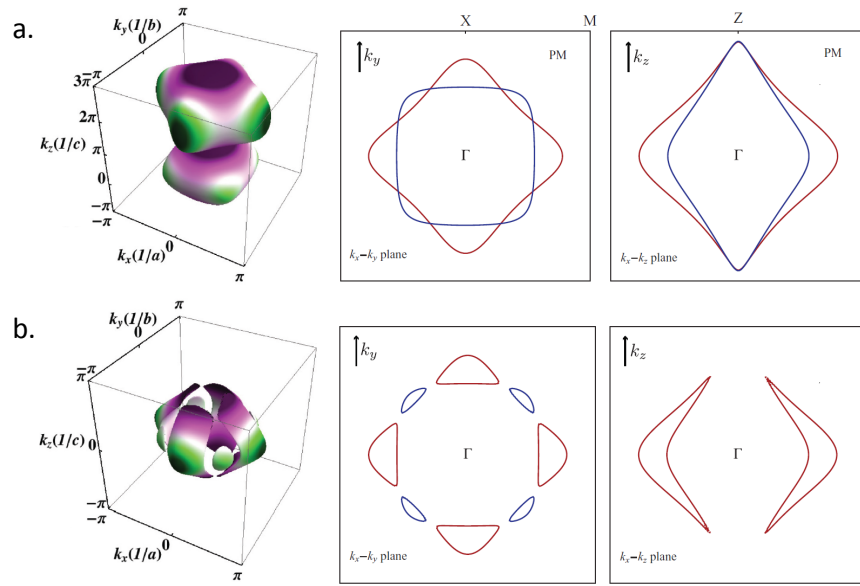 a.
k_y(1/b)
π
0
−π
3π
2π
k_z(1/c)
π
0
−π
−π
k_x(1/a)
0
π
X
M
k_y
PM
Γ
k_x−k_y plane
Z
k_z
PM
Γ
k_x−k_z plane
b.
k_y(1/b)
π
0
−π
π
k_z(1/c)
0
−π
−π
k_x(1/a)
0
π
k_y
Γ
k_x−k_y plane
k_z
Γ
k_x−k_z plane